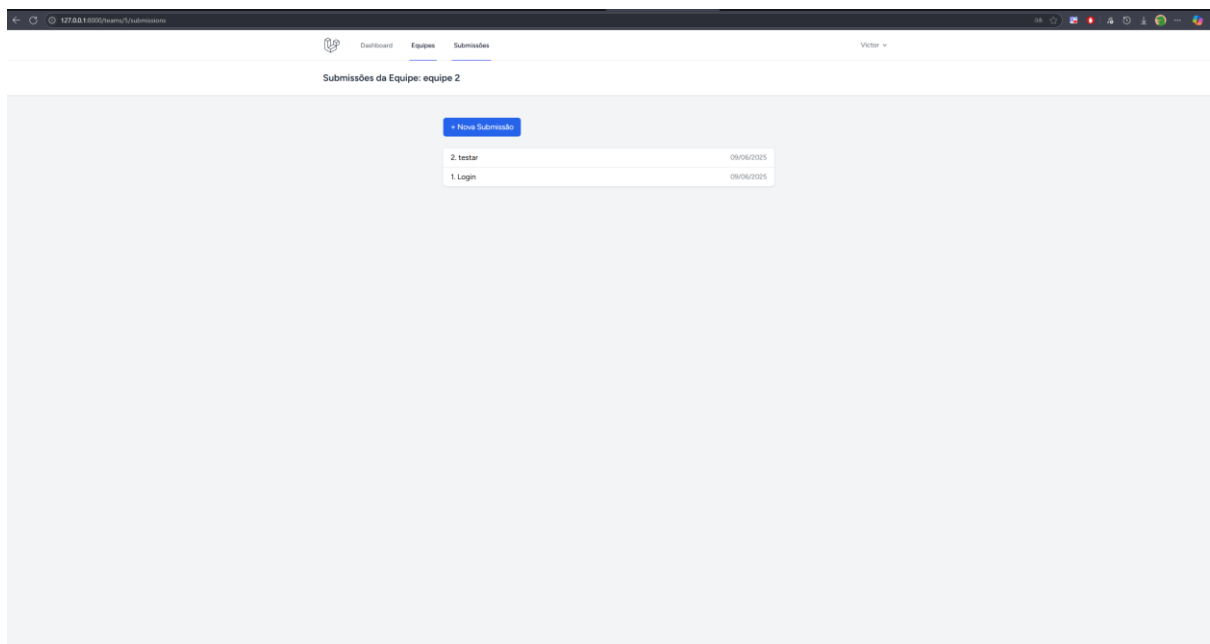 127.0.0.1:8000/teams/5/submissions
Dashboard Equipes Submissões Victor
Submissões da Equipe: equipe 2
+ Nova Submissão
2. testar 09/06/2025
1. Login 09/06/2025